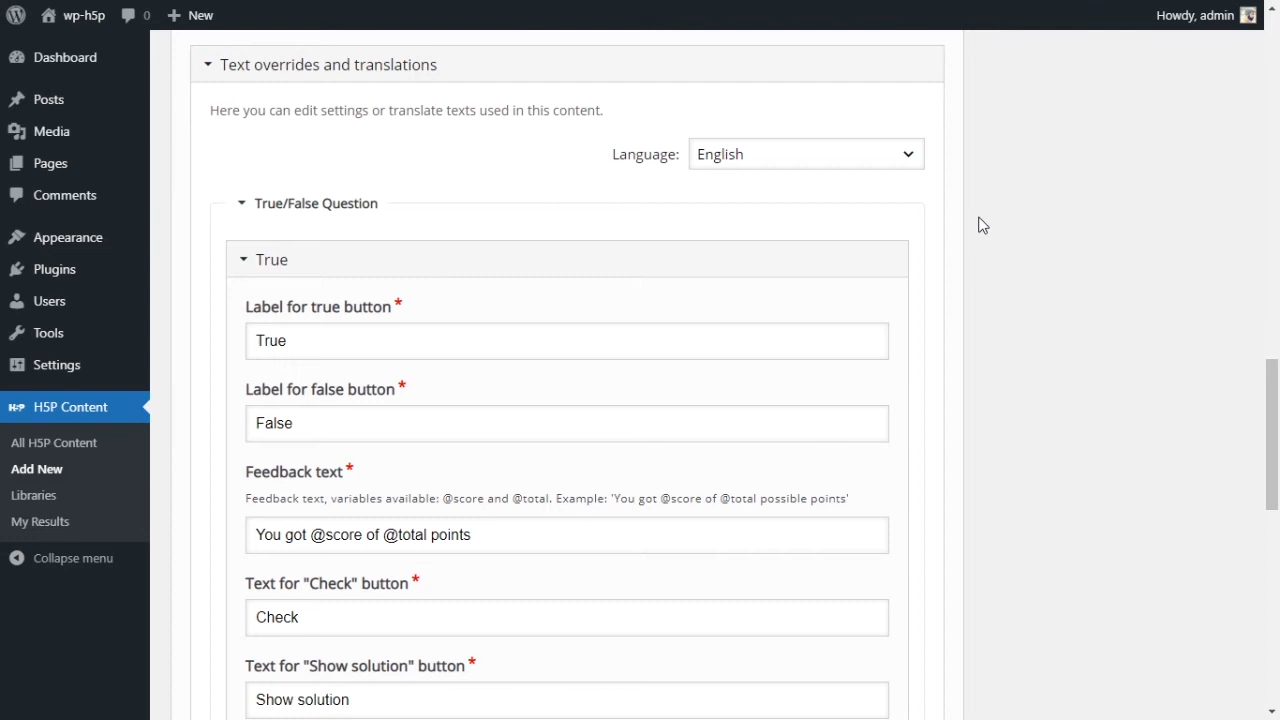 wp-h5p
0
New
Howdy, admin
Dashboard
Posts
Media
Pages
Comments
Appearance
Plugins
Users
Tools
Settings
H5P
H5P Content
All H5P Content
Add New
Libraries
My Results
Collapse menu
Text overrides and translations
Here you can edit settings or translate texts used in this content.
Language: English
True/False Question
True
Label for true button *
True
Label for false button *
False
Feedback text *
Feedback text, variables available: @score and @total. Example: 'You got @score of @total possible points'
You got @score of @total points
Text for "Check" button *
Check
Text for "Show solution" button *
Show solution